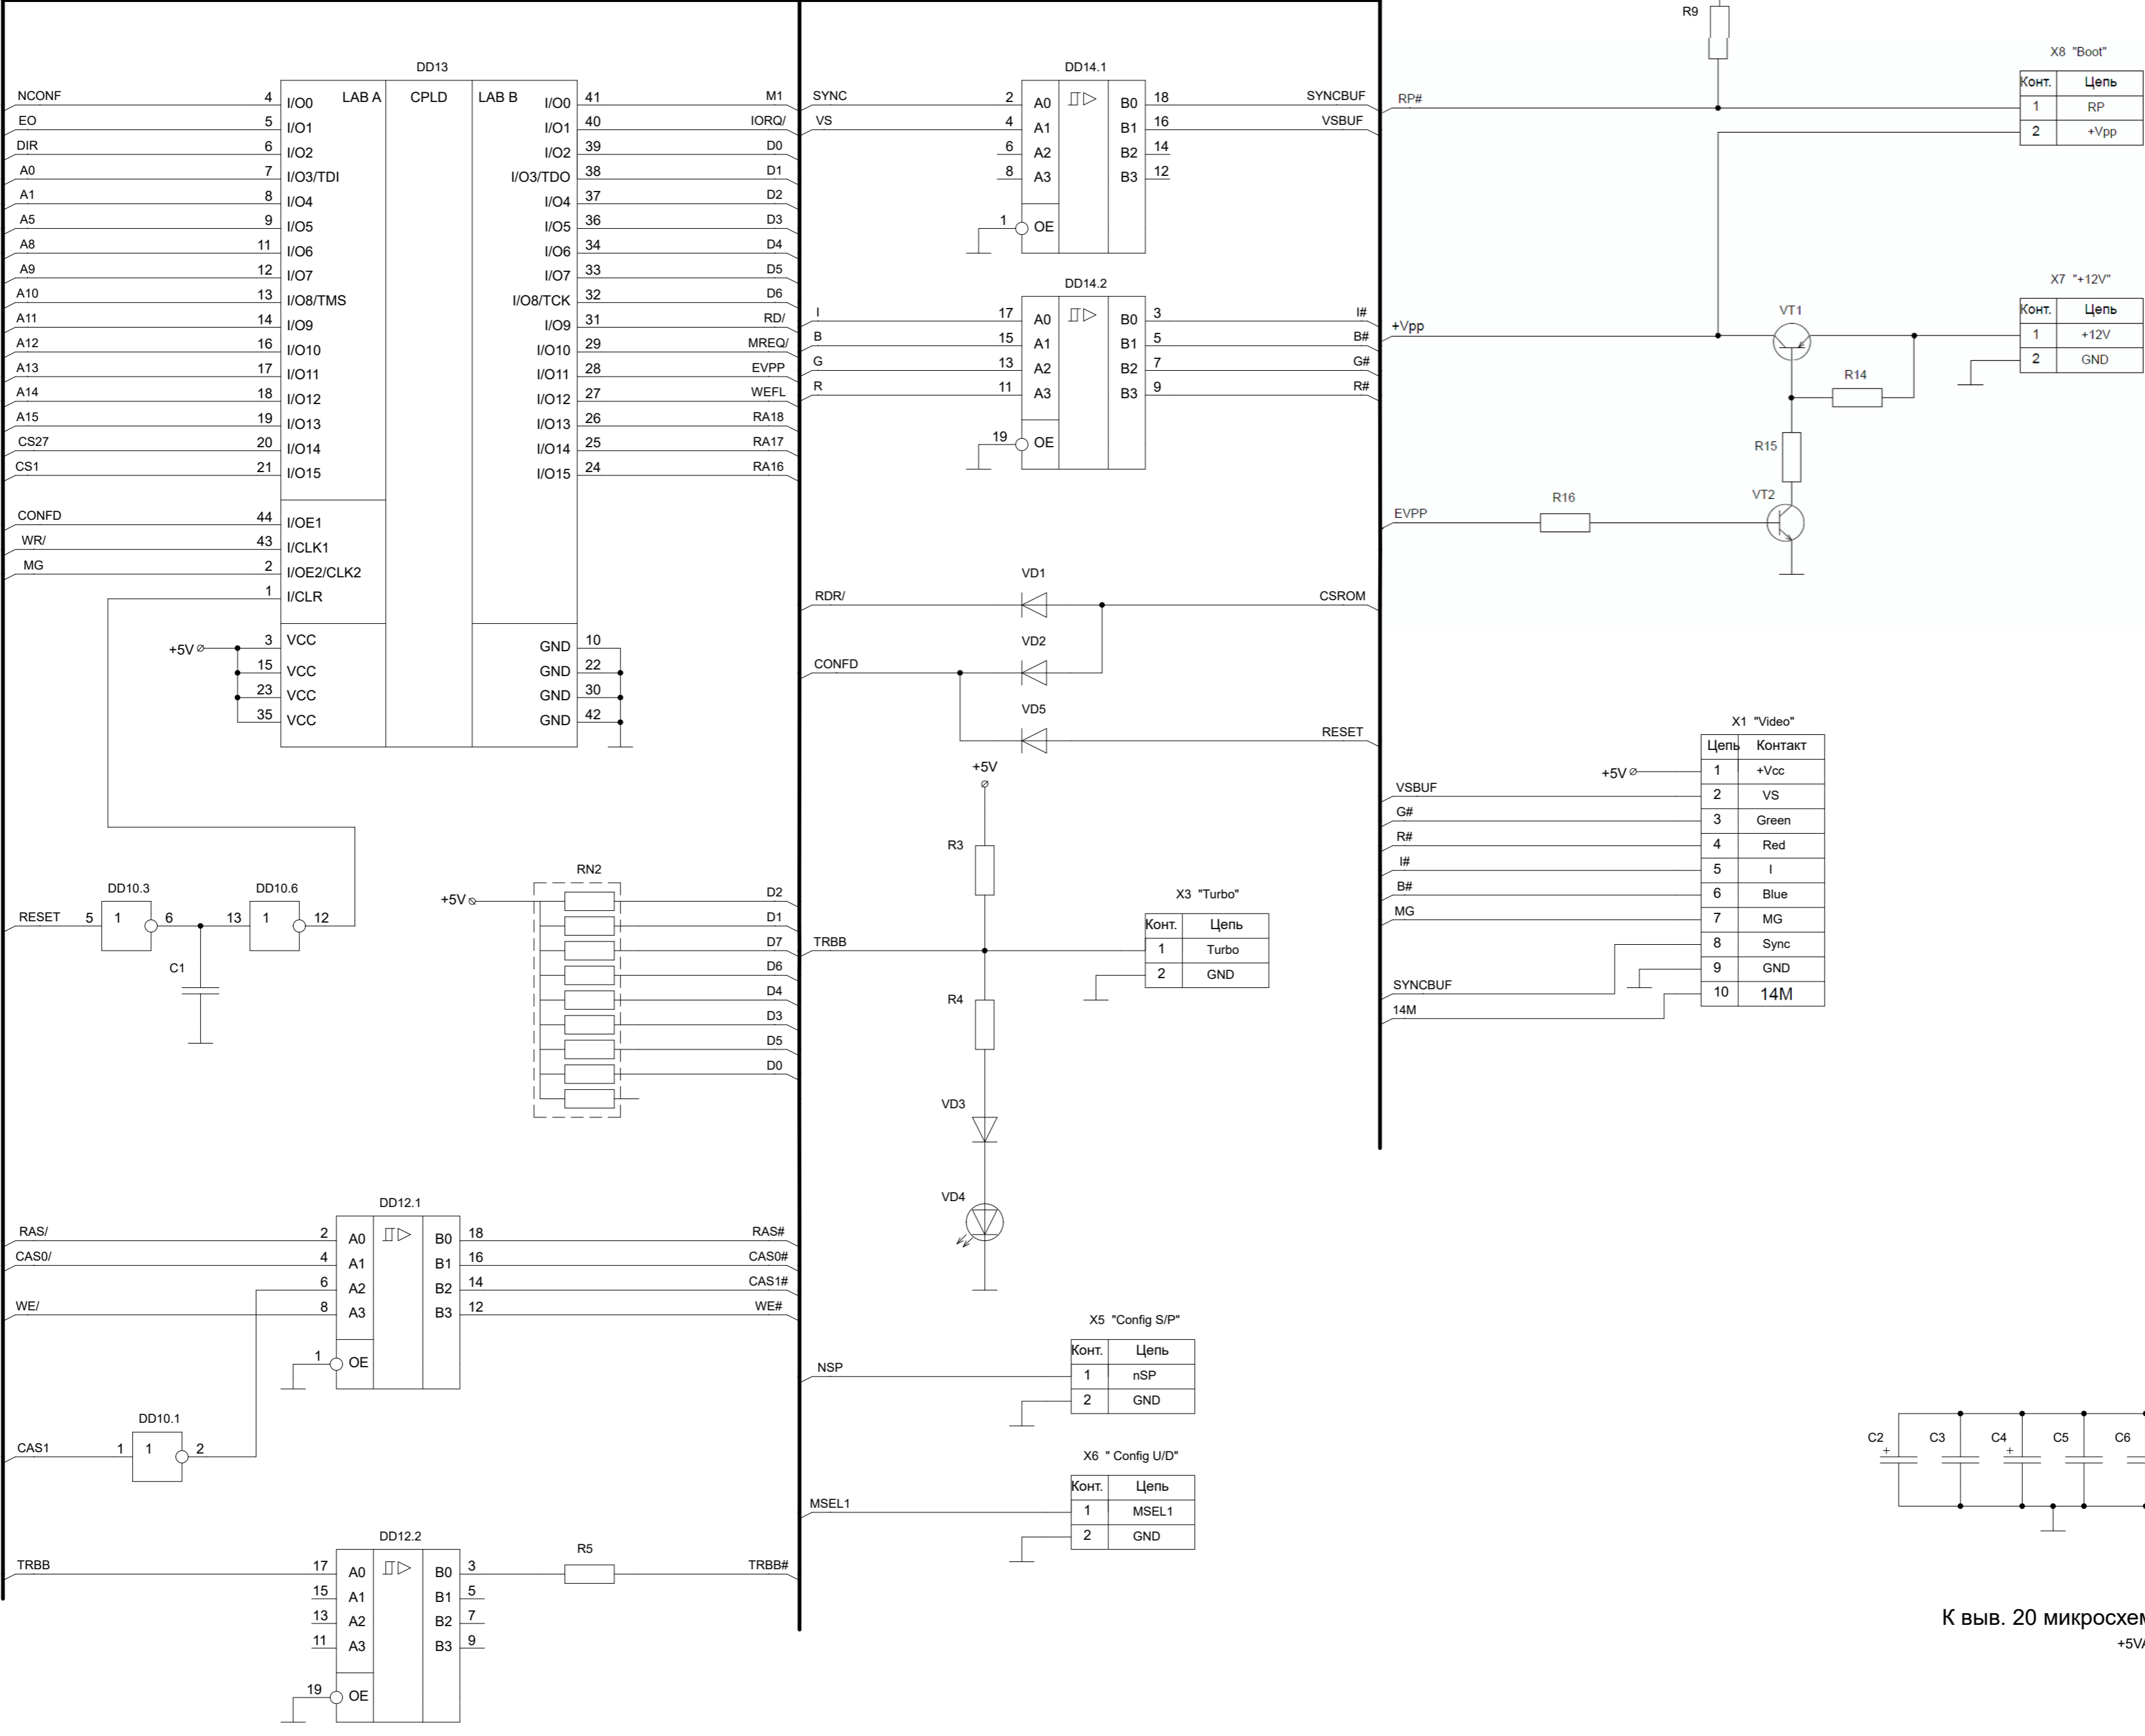 DD13
LAB A CPLD LAB B
NCONF 4 I/O0 I/O0 41 M1
EO 5 I/O1 I/O1 40 IORQ/
DIR 6 I/O2 I/O2 39 D0
A0 7 I/O3/TDI I/O3/TDO 38 D1
A1 8 I/O4 I/O4 37 D2
A5 9 I/O5 I/O5 36 D3
A8 11 I/O6 I/O6 34 D4
A9 12 I/O7 I/O7 33 D5
A10 13 I/O8/TMS I/O8/TCK 32 D6
A11 14 I/O9 I/O9 31 RD/
A12 16 I/O10 I/O10 29 MREQ/
A13 17 I/O11 I/O11 28 EVPP
A14 18 I/O12 I/O12 27 WEFL
A15 19 I/O13 I/O13 26 RA18
CS27 20 I/O14 I/O14 25 RA17
CS1 21 I/O15 I/O15 24 RA16
CONFD 44 I/OE1
WR/ 43 I/CLK1
MG 2 I/OE2/CLK2
1 I/CLR
+5V 3 VCC GND 10
15 VCC GND 22
23 VCC GND 30
35 VCC GND 42
DD10.3 DD10.6
RESET 5 1 6 13 1 12
C1
RN2
+5V D2
D1
D7
D6
D4
D3
D5
D0
DD12.1
RAS/ 2 A0 B0 18 RAS#
CAS0/ 4 A1 B1 16 CAS0#
6 A2 B2 14 CAS1#
WE/ 8 A3 B3 12 WE#
1 OE
DD10.1
CAS1 1 1 2
DD12.2
TRBB 17 A0 B0 3 R5 TRBB#
15 A1 B1 5
13 A2 B2 7
11 A3 B3 9
19 OE
DD14.1
SYNC 2 A0 B0 18 SYNCBUF
VS 4 A1 B1 16 VSBUF
6 A2 B2 14
8 A3 B3 12
1 OE
DD14.2
I 17 A0 B0 3 I#
B 15 A1 B1 5 B#
G 13 A2 B2 7 G#
R 11 A3 B3 9 R#
19 OE
VD1
RDR/ CSROM
VD2
CONFD
VD5
RESET
+5V
R3
TRBB
X3 "Turbo"
Конт. Цепь
1 Turbo
2 GND
R4
VD3
VD4
X5 "Config S/P"
Конт. Цепь
NSP 1 nSP
2 GND
X6 " Config U/D"
Конт. Цепь
MSEL1 1 MSEL1
2 GND
R9
RP#
X8 "Boot"
Конт. Цепь
1 RP
2 +Vpp
X7 "+12V"
Конт. Цепь
1 +12V
2 GND
+Vpp
VT1
R14
R15
VT2
R16
EVPP
X1 "Video"
Цепь Контакт
+5V 1 +Vcc
VSBUF 2 VS
G# 3 Green
R# 4 Red
I# 5 I
B# 6 Blue
MG 7 MG
8 Sync
9 GND
SYNCBUF
10 14M
14M
C2 C3 C4 C5 C6
+ +
К выв. 20 микросхем